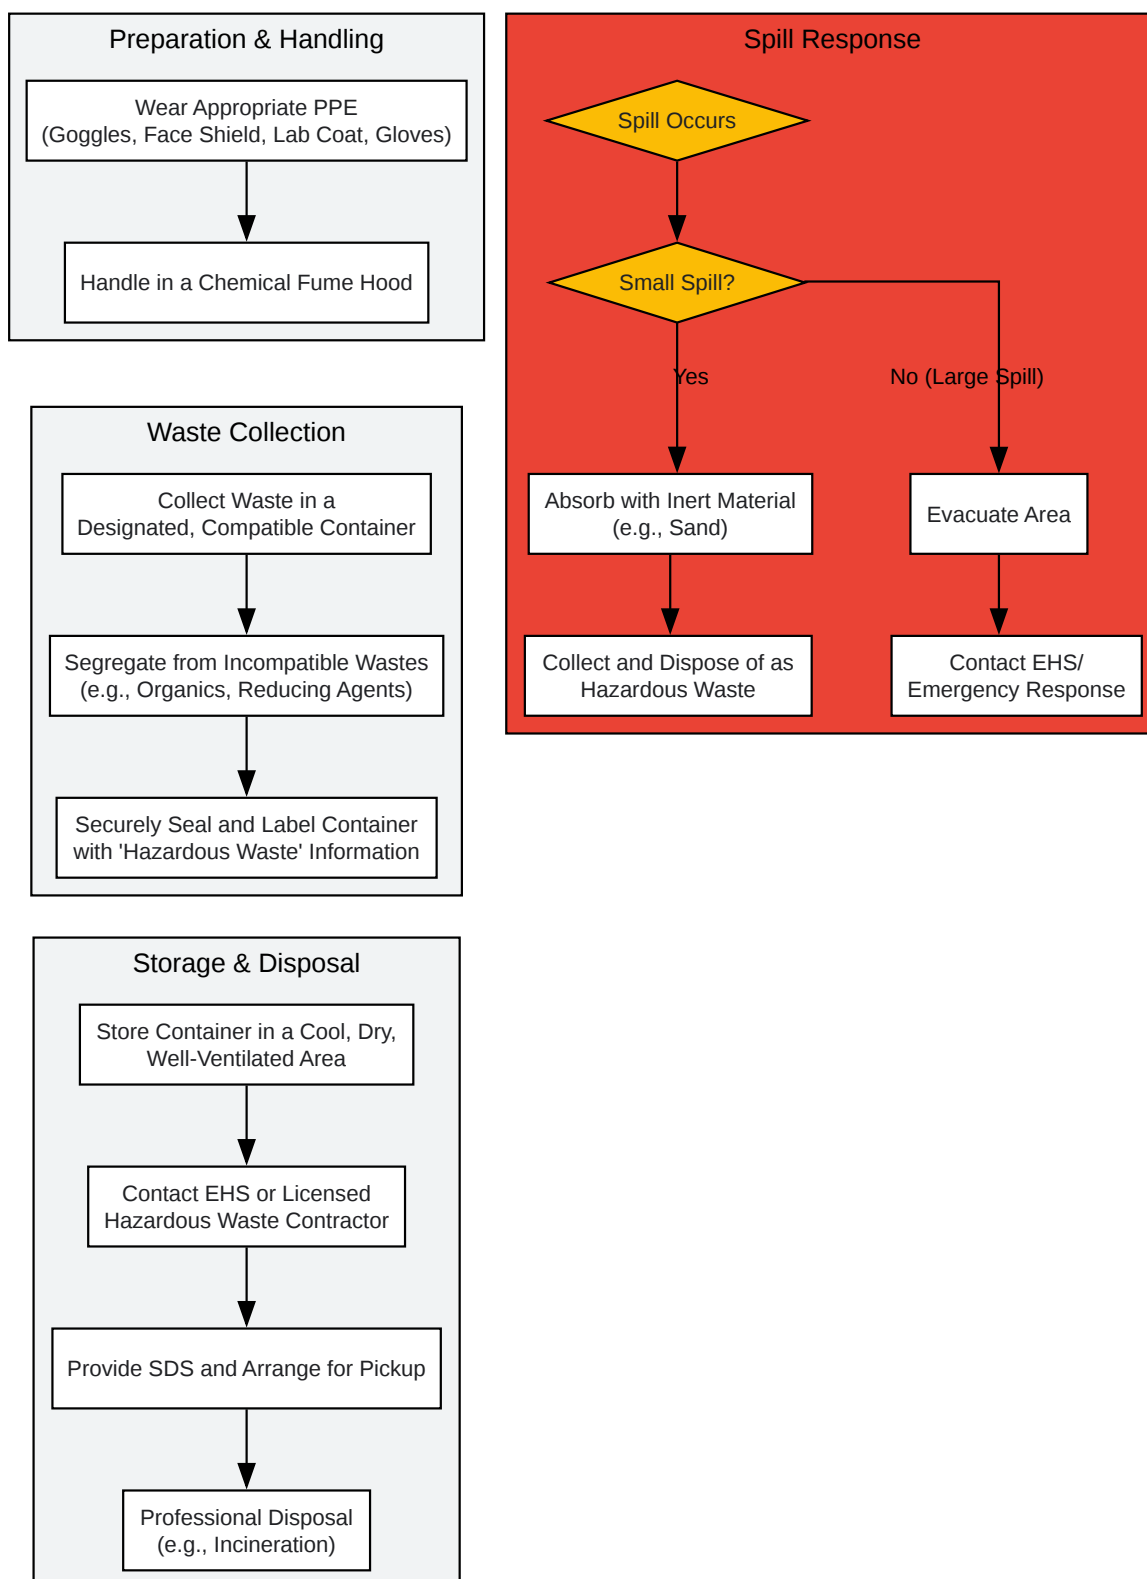 Preparation & Handling
Wear Appropriate PPE
(Goggles, Face Shield, Lab Coat, Gloves)
Handle in a Chemical Fume Hood
Waste Collection
Collect Waste in a
Designated, Compatible Container
Segregate from Incompatible Wastes
(e.g., Organics, Reducing Agents)
Securely Seal and Label Container
with 'Hazardous Waste' Information
Storage & Disposal
Store Container in a Cool, Dry,
Well-Ventilated Area
Contact EHS or Licensed
Hazardous Waste Contractor
Provide SDS and Arrange for Pickup
Professional Disposal
(e.g., Incineration)
Spill Response
Spill Occurs
Small Spill?
Yes
No (Large Spill)
Absorb with Inert Material
(e.g., Sand)
Evacuate Area
Collect and Dispose of as
Hazardous Waste
Contact EHS/
Emergency Response